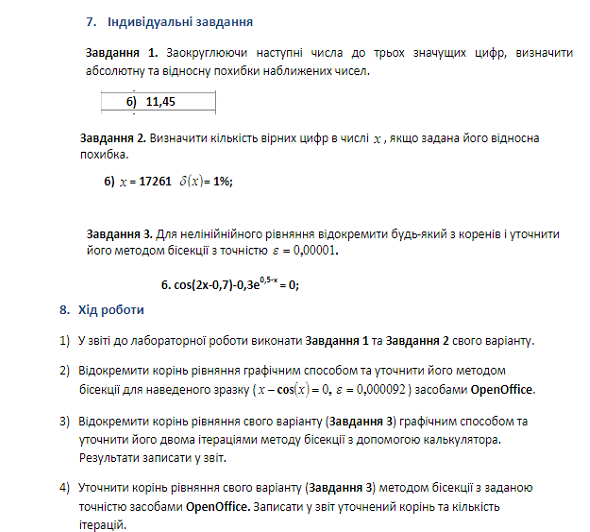 7. Індивідуальні завдання
Завдання 1. Заокруглюючи наступні числа до трьох значущих цифр, визначити
абсолютну та відносну похибки наближених чисел.
б) 11,45
Завдання 2. Визначити кількість вірних цифр в числі x , якщо задана його відносна
похибка.
б) x = 17261 δ(x)= 1%;
Завдання 3. Для нелінійнійного рівняння відокремити будь-який з коренів і уточнити
його методом бісекції з точністю ε = 0,00001.
6. cos(2x-0,7)-0,3e^0,5-x = 0;
8. Хід роботи
1) У звіті до лабораторної роботи виконати Завдання 1 та Завдання 2 свого варіанту.
2) Відокремити корінь рівняння графічним способом та уточнити його методом
бісекції для наведеного зразку ( x – cos(x) = 0, ε = 0,000092 ) засобами OpenOffice.
3) Відокремити корінь рівняння свого варіанту (Завдання 3) графічним способом та
уточнити його двома ітераціями методу бісекції з допомогою калькулятора.
Результати записати у звіт.
4) Уточнити корінь рівняння свого варіанту (Завдання 3) методом бісекції з заданою
точністю засобами OpenOffice. Записати у звіт уточнений корінь та кількість
ітерацій.